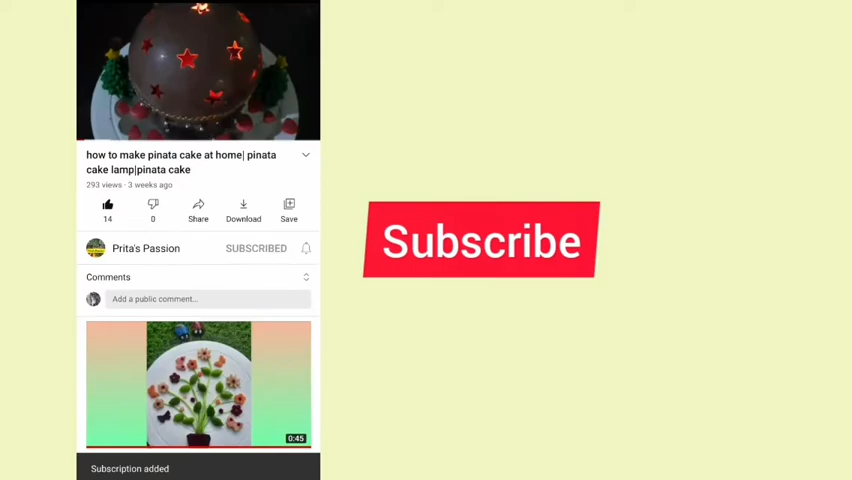 how to make pinata cake at home| pinata
cake lamp|pinata cake
293 views · 3 weeks ago
14
0
Share
Download
Save
Prita's Passion
SUBSCRIBED
Comments
Add a public comment...
0:45
Subscription added
Subscribe